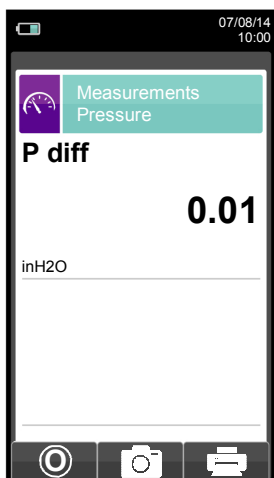 07/08/14
10:00
Measurements
Pressure
P diff
0.01
inH2O